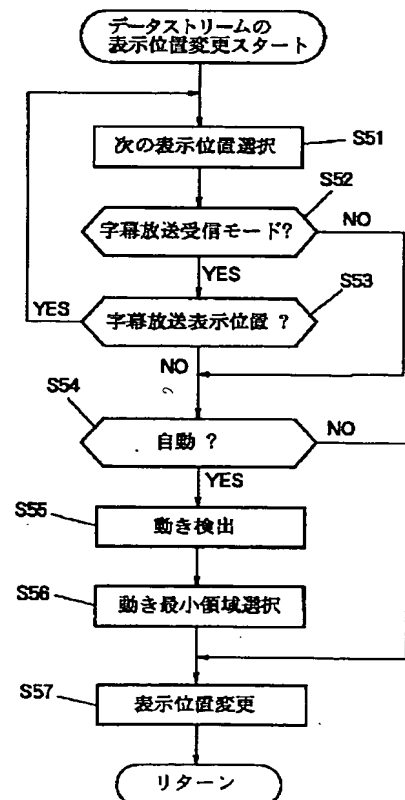 データストリームの
表示位置変更スタート
次の表示位置選択
S51
S52
字幕放送受信モード?
NO
YES
S53
YES
字幕放送表示位置 ?
NO
S54
自動 ?
NO
YES
S55
動き検出
S56
動き最小領域選択
S57
表示位置変更
リターン